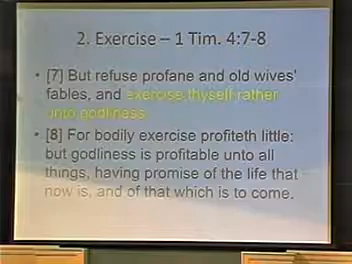 2. Exercise – 1 Tim. 4:7-8
• [7] But refuse profane and old wives'
fables, and exercise thyself rather
unto godliness.
• [8] For bodily exercise profiteth little:
but godliness is profitable unto all
things, having promise of the life that
now is, and of that which is to come.